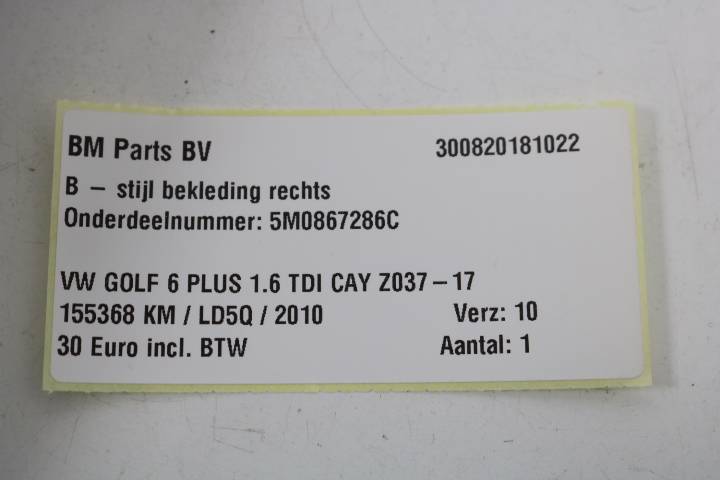 BM Parts BV 300820181022
B – stijl bekleding rechts
Onderdeelnummer: 5M0867286C
VW GOLF 6 PLUS 1.6 TDI CAY Z037–17
155368 KM / LD5Q / 2010 Verz: 10
30 Euro incl. BTW Aantal: 1